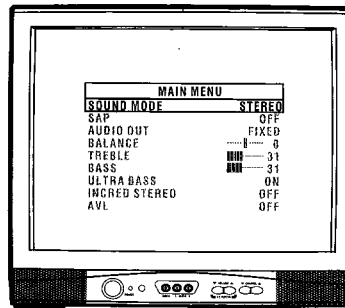 MAIN MENU
SOUND MODE STEREO
SAP OFF
AUDIO OUT FIXED
BALANCE 0
TREBLE 31
BASS 31
ULTRA BASS ON
INCRED STEREO OFF
AVL OFF